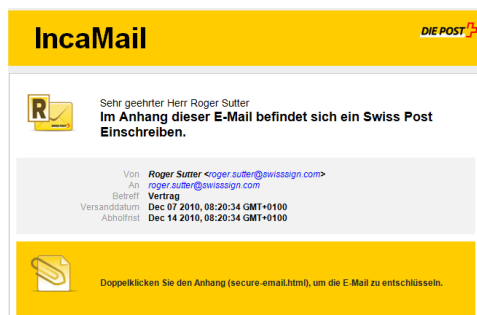 IncaMail
DIE POST
R
Sehr geehrter Herr Roger Sutter
Im Anhang dieser E-Mail befindet sich ein Swiss Post
Einschreiben.
Von Roger Sutter <roger.sutter@swisssign.com>
An roger.sutter@swisssign.com
Betreff Vertrag
Versanddatum Dec 07 2010, 08:20:34 GMT+0100
Abholfrist Dec 14 2010, 08:20:34 GMT+0100
Doppelklicken Sie den Anhang (secure-email.html), um die E-Mail zu entschlüsseln.